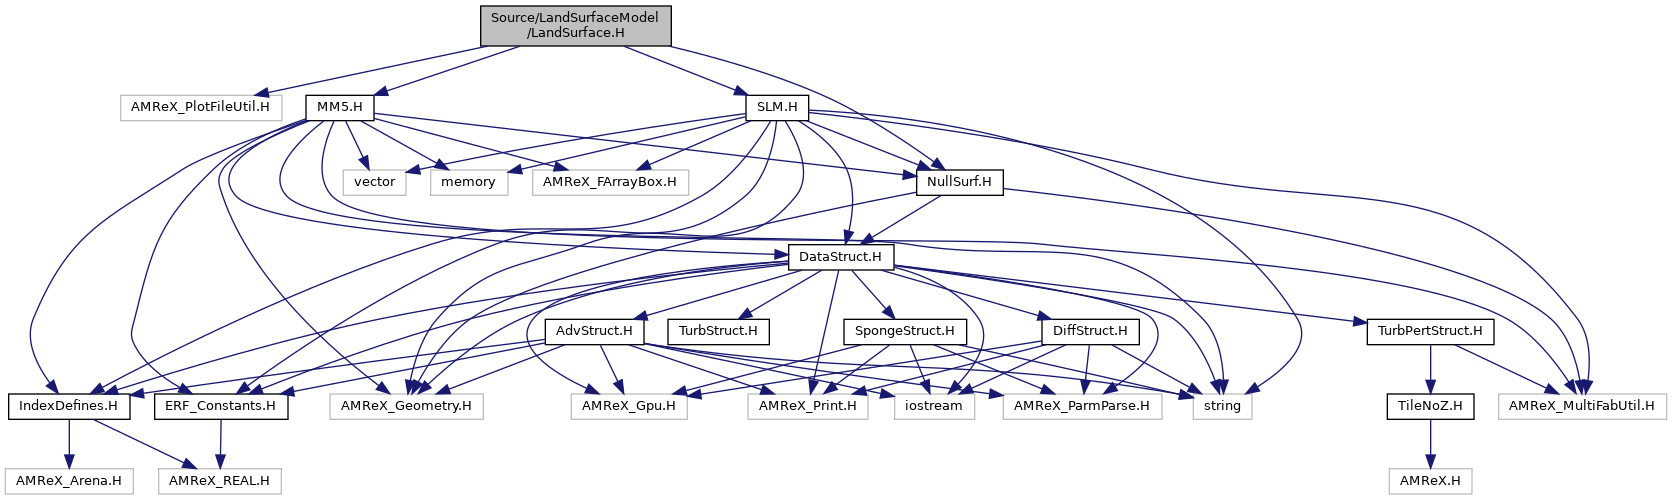 Source/LandSurfaceModel
/LandSurface.H
AMReX_PlotFileUtil.H
MM5.H
SLM.H
vector
memory
AMReX_FArrayBox.H
NullSurf.H
DataStruct.H
AdvStruct.H
TurbStruct.H
SpongeStruct.H
DiffStruct.H
TurbPertStruct.H
IndexDefines.H
ERF_Constants.H
AMReX_Geometry.H
AMReX_Gpu.H
AMReX_Print.H
iostream
AMReX_ParmParse.H
string
TileNoZ.H
AMReX_MultiFabUtil.H
AMReX_Arena.H
AMReX_REAL.H
AMReX.H